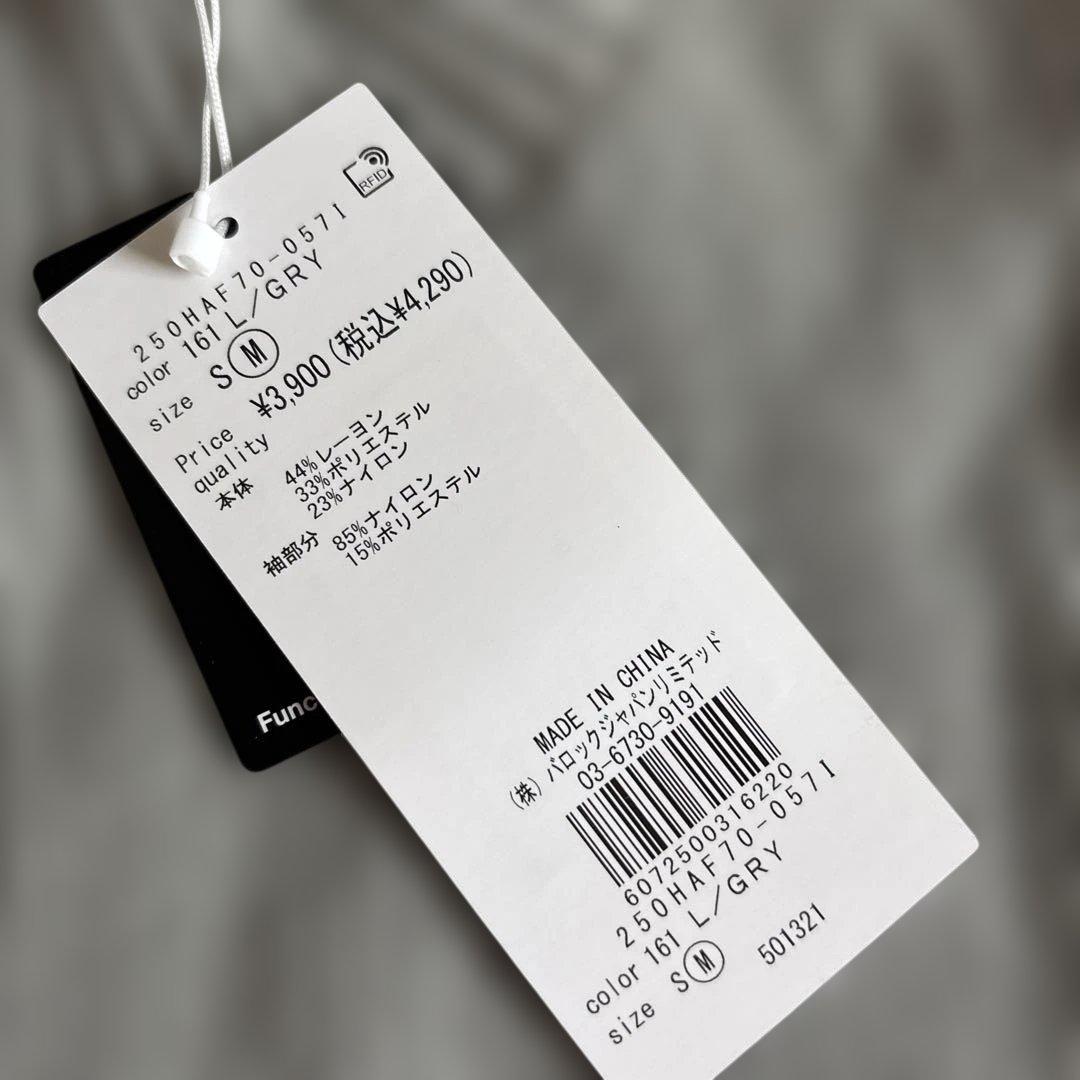 RFID
250HAF70-057I
color 161 L/GRY
size S M
Price ¥3,900 (税込¥4,290)
quality
本体 44%レーヨン
33%ポリエステル
23%ナイロン
袖部分 85%ナイロン
15%ポリエステル
MADE IN CHINA
(株) バロックジャパンリミテッド
03-6730-9191
6072500316220
250HAF70-057I
color 161 L/GRY
size S M 501321
Func